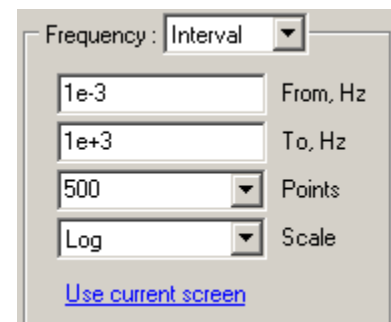 Frequency : Interval
1e-3 From, Hz
1e+3 To, Hz
500 Points
Log Scale
Use current screen